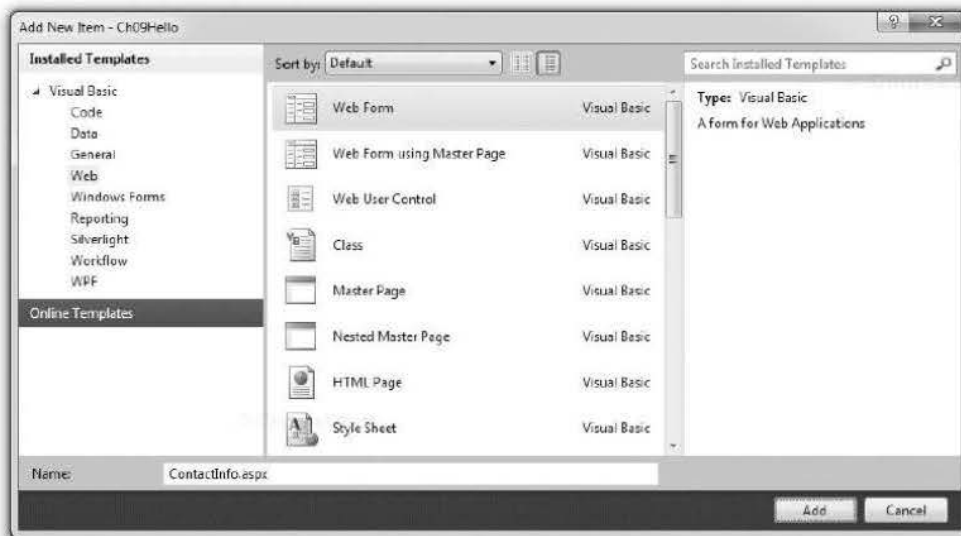 Add New Item - Ch09Hello
Installed Templates
Visual Basic
Code
Data
General
Web
Windows Forms
Reporting
Silverlight
Workflow
WPF
Online Templates
Sort by: Default
Web Form Visual Basic
Web Form using Master Page Visual Basic
Web User Control Visual Basic
Class Visual Basic
Master Page Visual Basic
Nested Master Page Visual Basic
HTML Page Visual Basic
Style Sheet Visual Basic
Search Installed Templates
Type: Visual Basic
A form for Web Applications
Name: ContactInfo.aspx
Add Cancel